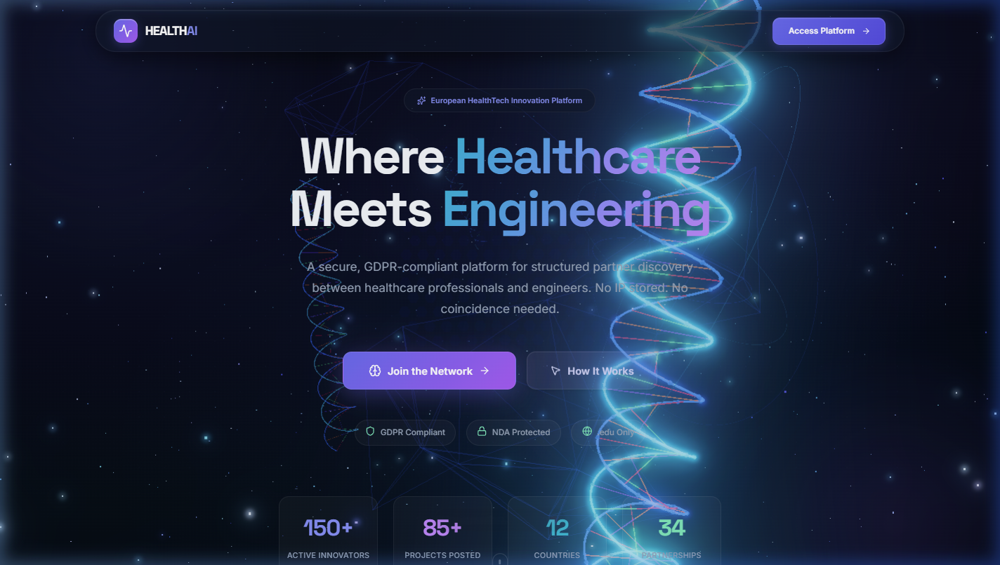 HEALTHAI
Access Platform
European HealthTech Innovation Platform
Where Healthcare
Meets Engineering
A secure, GDPR-compliant platform for structured partner discovery
between healthcare professionals and engineers. No IP stored. No
coincidence needed.
Join the Network
How It Works
GDPR Compliant
NDA Protected
.edu Only
150+
85+
12
34
ACTIVE INNOVATORS
PROJECTS POSTED
COUNTRIES
PARTNERSHIPS